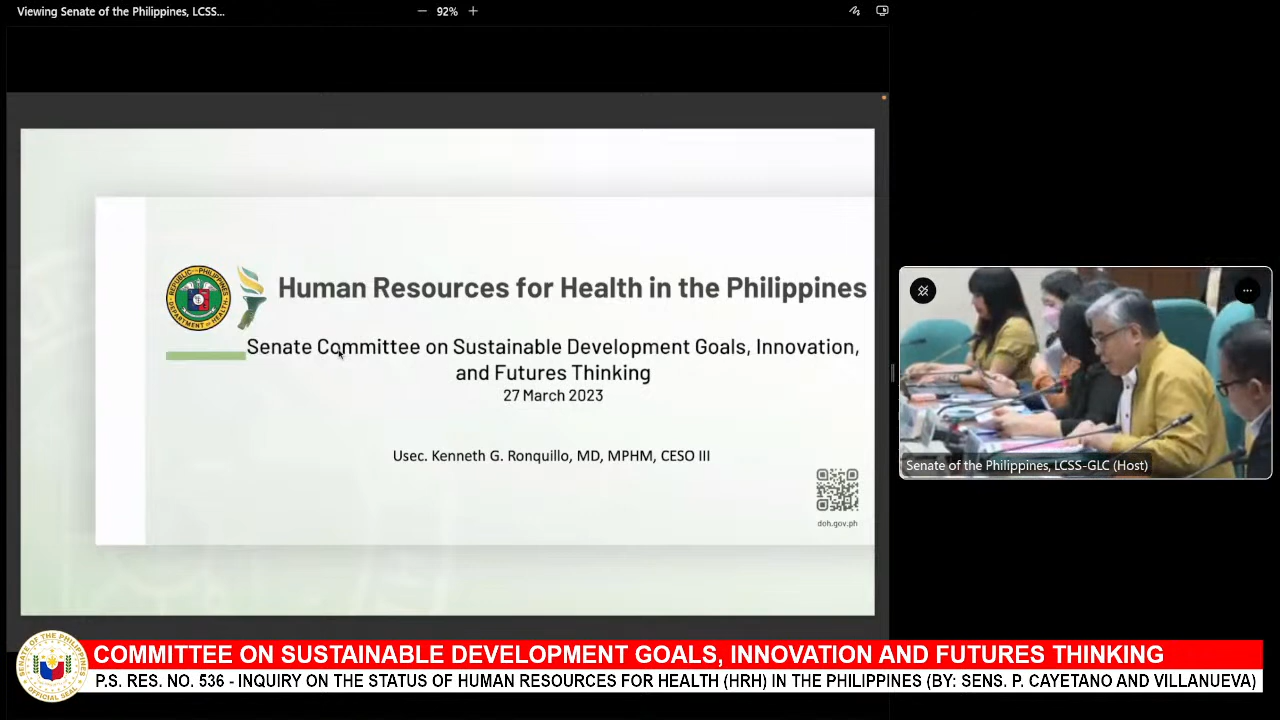 Viewing Senate of the Philippines, LCSS...
92%
Human Resources for Health in the Philippines
Senate Committee on Sustainable Development Goals, Innovation,
and Futures Thinking
27 March 2023
Usec. Kenneth G. Ronquillo, MD, MPHM, CESO III
doh.gov.ph
Senate of the Philippines, LCSS-GLC (Host)
COMMITTEE ON SUSTAINABLE DEVELOPMENT GOALS, INNOVATION AND FUTURES THINKING
P.S. RES. NO. 536 - INQUIRY ON THE STATUS OF HUMAN RESOURCES FOR HEALTH (HRH) IN THE PHILIPPINES (BY: SENS. P. CAYETANO AND VILLANUEVA)